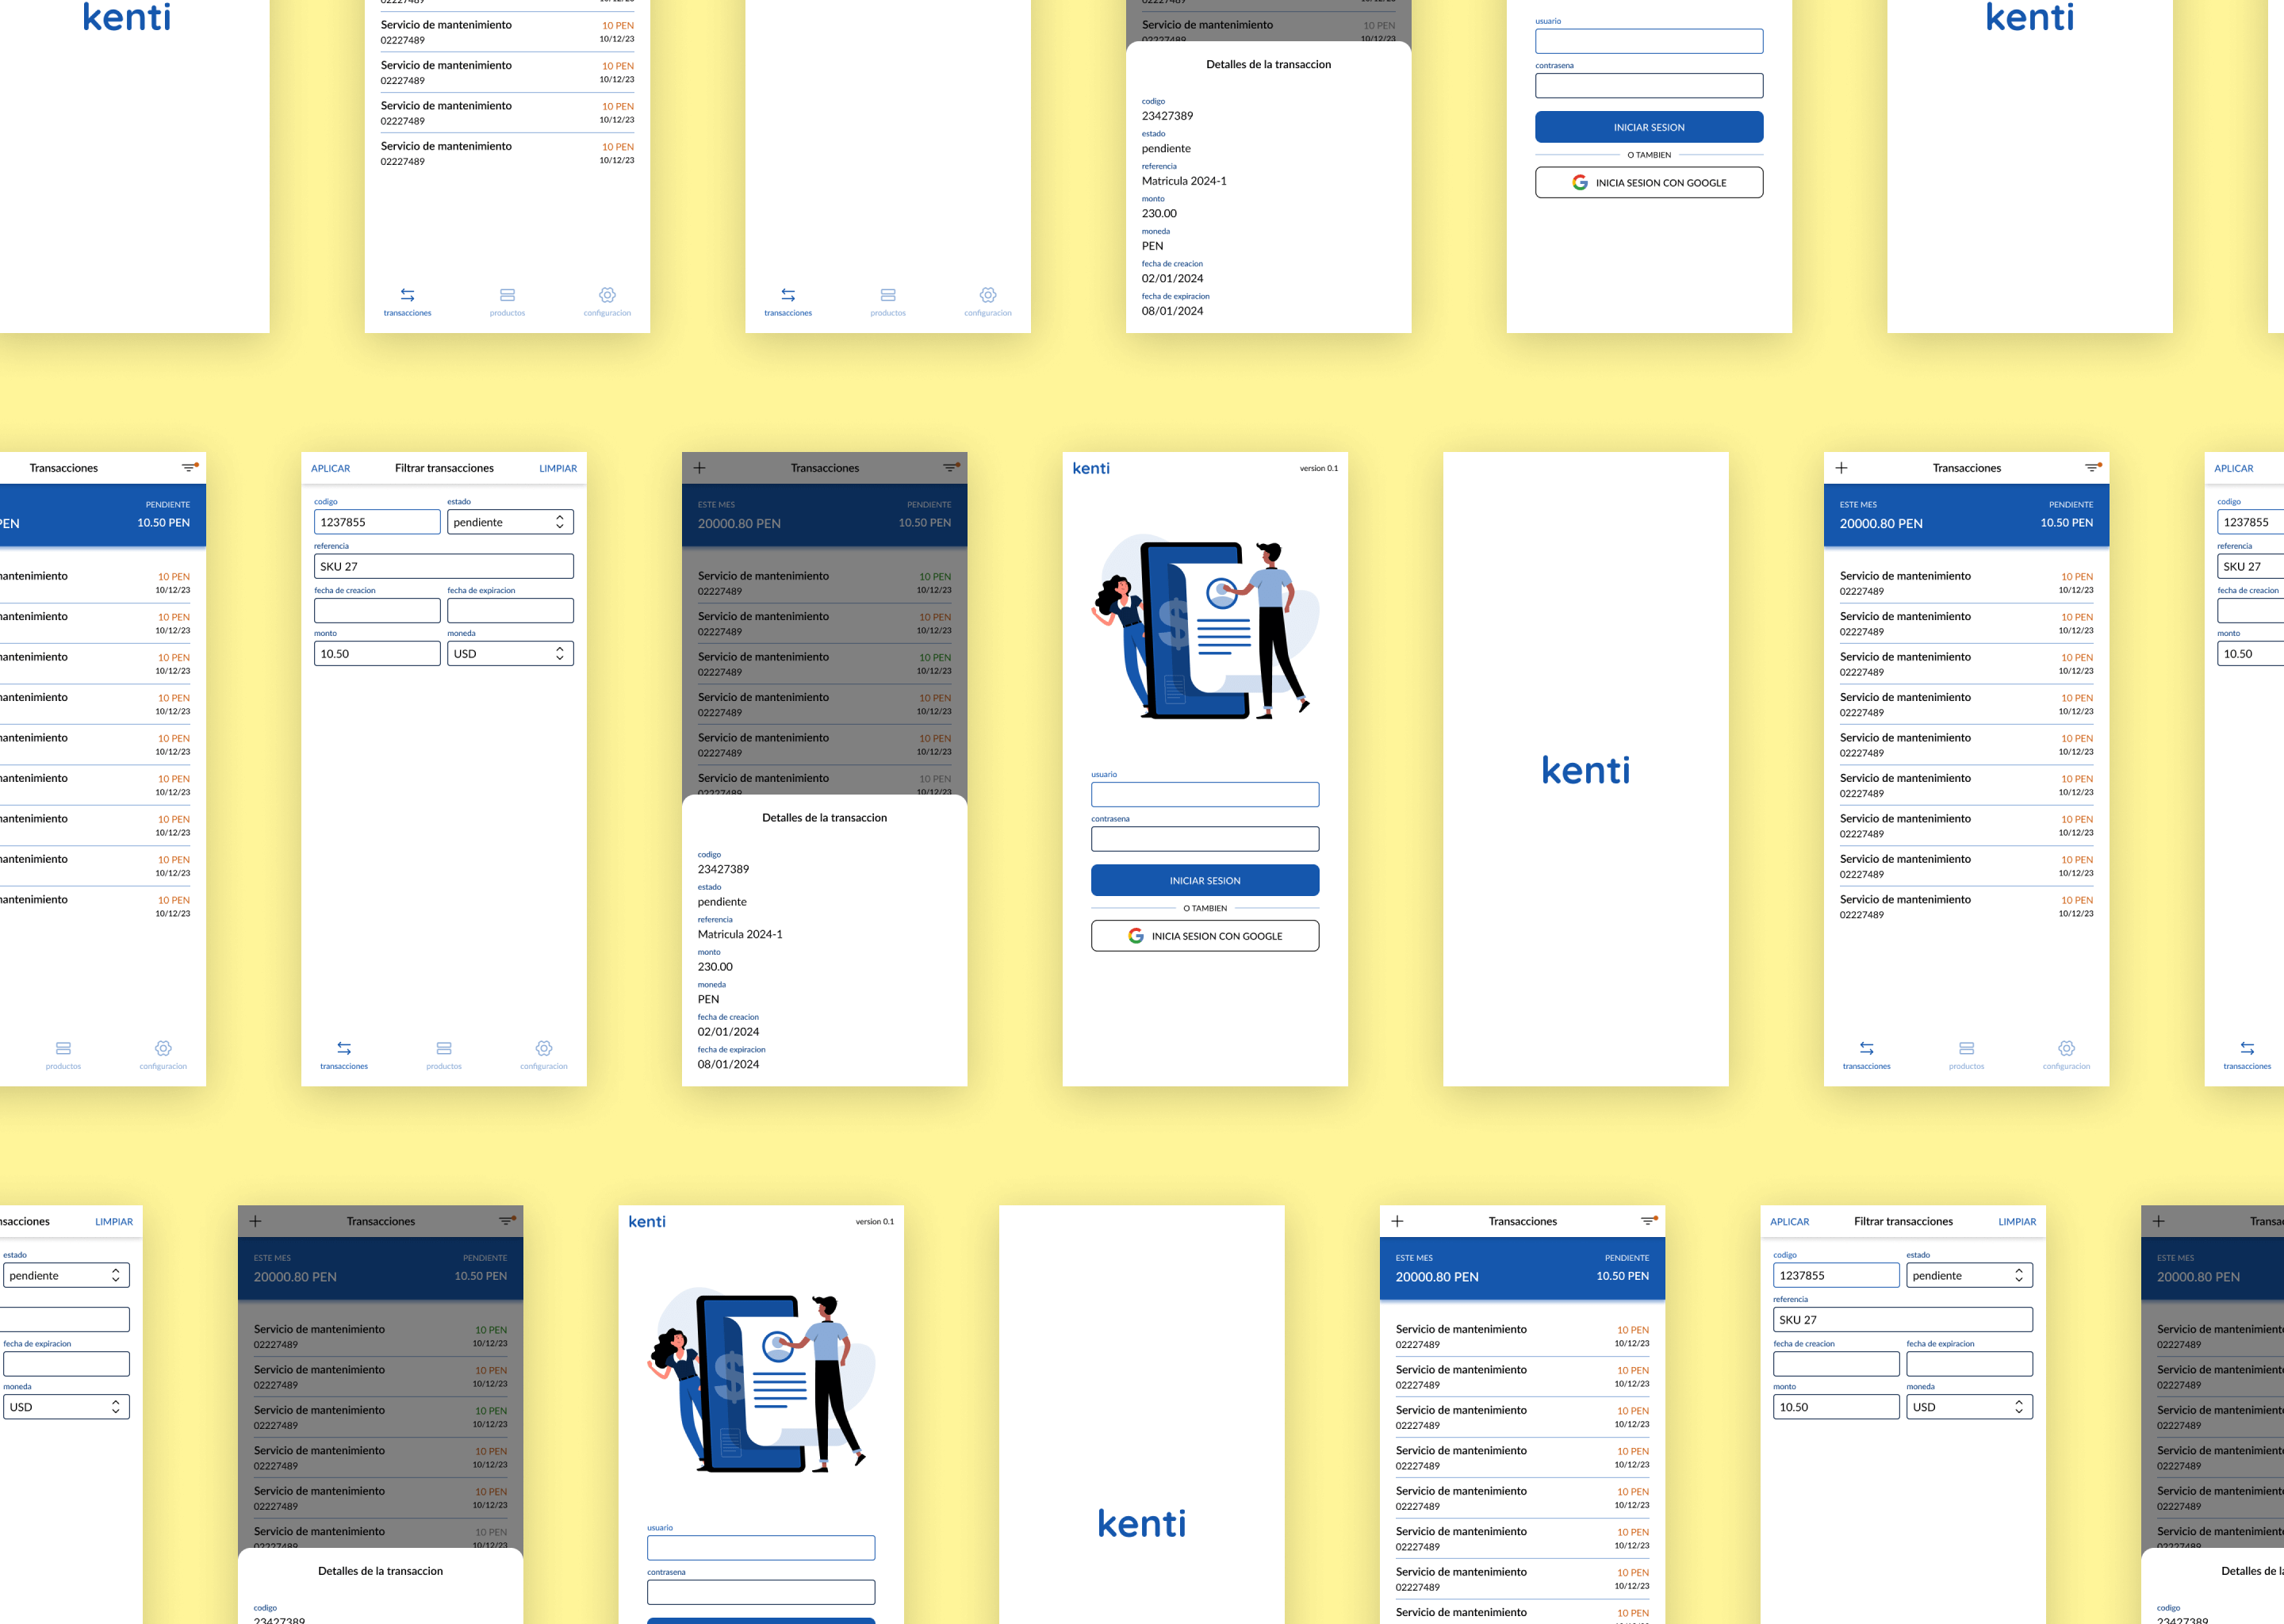 kenti
Servicio de mantenimiento 10 PEN
02227489 10/12/23
Servicio de mantenimiento 10 PEN
02227489 10/12/23
Servicio de mantenimiento 10 PEN
02227489 10/12/23
Servicio de mantenimiento 10 PEN
02227489 10/12/23
transacciones productos configuracion
transacciones productos configuracion
Servicio de mantenimiento 10 PEN
Detalles de la transaccion
codigo
23427389
estado
pendiente
referencia
Matricula 2024-1
monto
230.00
moneda
PEN
fecha de creacion
02/01/2024
fecha de expiracion
08/01/2024
usuario
contrasena
INICIAR SESION
O TAMBIEN
INICIA SESION CON GOOGLE
kenti
Transacciones
PENDIENTE
PEN 10.50 PEN
antenimiento 10 PEN
10/12/23
antenimiento 10 PEN
10/12/23
antenimiento 10 PEN
10/12/23
antenimiento 10 PEN
10/12/23
antenimiento 10 PEN
10/12/23
antenimiento 10 PEN
10/12/23
antenimiento 10 PEN
10/12/23
antenimiento 10 PEN
10/12/23
antenimiento 10 PEN
10/12/23
productos configuracion
APLICAR Filtrar transacciones LIMPIAR
codigo estado
1237855 pendiente
referencia
SKU 27
fecha de creacion fecha de expiracion
monto moneda
10.50 USD
transacciones productos configuracion
Transacciones
ESTE MES PENDIENTE
20000.80 PEN 10.50 PEN
Servicio de mantenimiento 10 PEN
02227489 10/12/23
Servicio de mantenimiento 10 PEN
02227489 10/12/23
Servicio de mantenimiento 10 PEN
02227489 10/12/23
Servicio de mantenimiento 10 PEN
02227489 10/12/23
Servicio de mantenimiento 10 PEN
02227489 10/12/23
Servicio de mantenimiento 10 PEN
02227489 10/12/23
Detalles de la transaccion
codigo
23427389
estado
pendiente
referencia
Matricula 2024-1
monto
230.00
moneda
PEN
fecha de creacion
02/01/2024
fecha de expiracion
08/01/2024
kenti version 0.1
$
usuario
contrasena
INICIAR SESION
O TAMBIEN
INICIA SESION CON GOOGLE
kenti
Transacciones
ESTE MES PENDIENTE
20000.80 PEN 10.50 PEN
Servicio de mantenimiento 10 PEN
02227489 10/12/23
Servicio de mantenimiento 10 PEN
02227489 10/12/23
Servicio de mantenimiento 10 PEN
02227489 10/12/23
Servicio de mantenimiento 10 PEN
02227489 10/12/23
Servicio de mantenimiento 10 PEN
02227489 10/12/23
Servicio de mantenimiento 10 PEN
02227489 10/12/23
Servicio de mantenimiento 10 PEN
02227489 10/12/23
Servicio de mantenimiento 10 PEN
02227489 10/12/23
Servicio de mantenimiento 10 PEN
02227489 10/12/23
transacciones productos configuracion
APLICAR
codigo
1237855
referencia
SKU 27
fecha de creacion
monto
10.50
transacciones
sacciones LIMPIAR
estado
pendiente
fecha de expiracion
moneda
USD
Transacciones
ESTE MES PENDIENTE
20000.80 PEN 10.50 PEN
Servicio de mantenimiento 10 PEN
02227489 10/12/23
Servicio de mantenimiento 10 PEN
02227489 10/12/23
Servicio de mantenimiento 10 PEN
02227489 10/12/23
Servicio de mantenimiento 10 PEN
02227489 10/12/23
Servicio de mantenimiento 10 PEN
02227489 10/12/23
Servicio de mantenimiento 10 PEN
02227489 10/12/23
Detalles de la transaccion
codigo
23427389
kenti version 0.1
$
usuario
contrasena
kenti
Transacciones
ESTE MES PENDIENTE
20000.80 PEN 10.50 PEN
Servicio de mantenimiento 10 PEN
02227489 10/12/23
Servicio de mantenimiento 10 PEN
02227489 10/12/23
Servicio de mantenimiento 10 PEN
02227489 10/12/23
Servicio de mantenimiento 10 PEN
02227489 10/12/23
Servicio de mantenimiento 10 PEN
02227489 10/12/23
Servicio de mantenimiento 10 PEN
02227489 10/12/23
Servicio de mantenimiento 10 PEN
02227489 10/12/23
Servicio de mantenimiento 10 PEN
APLICAR Filtrar transacciones LIMPIAR
codigo estado
1237855 pendiente
referencia
SKU 27
fecha de creacion fecha de expiracion
monto moneda
10.50 USD
Transa
ESTE MES
20000.80 PEN
Servicio de mantenimiento
02227489
Servicio de mantenimiento
02227489
Servicio de mantenimiento
02227489
Servicio de mantenimiento
02227489
Servicio de mantenimiento
02227489
Servicio de mantenimiento
02227489
Detalles de la
codigo
23427389